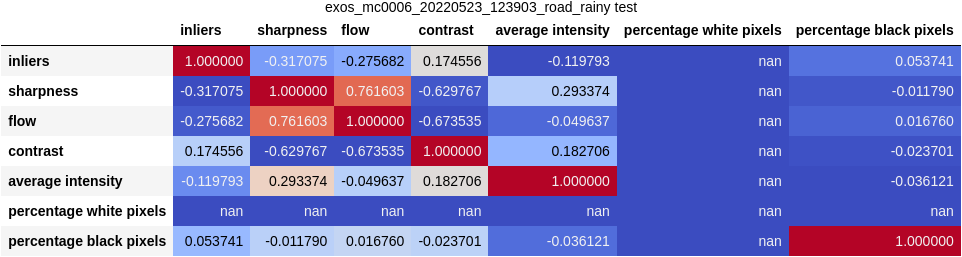 exos_mc0006_20220523_123903_road_rainy test
inliers sharpness flow contrast average intensity percentage white pixels percentage black pixels
inliers 1.000000 -0.317075 -0.275682 0.174556 -0.119793 nan 0.053741
sharpness -0.317075 1.000000 0.761603 -0.629767 0.293374 nan -0.011790
flow -0.275682 0.761603 1.000000 -0.673535 -0.049637 nan 0.016760
contrast 0.174556 -0.629767 -0.673535 1.000000 0.182706 nan -0.023701
average intensity -0.119793 0.293374 -0.049637 0.182706 1.000000 nan -0.036121
percentage white pixels nan nan nan nan nan nan nan
percentage black pixels 0.053741 -0.011790 0.016760 -0.023701 -0.036121 nan 1.000000